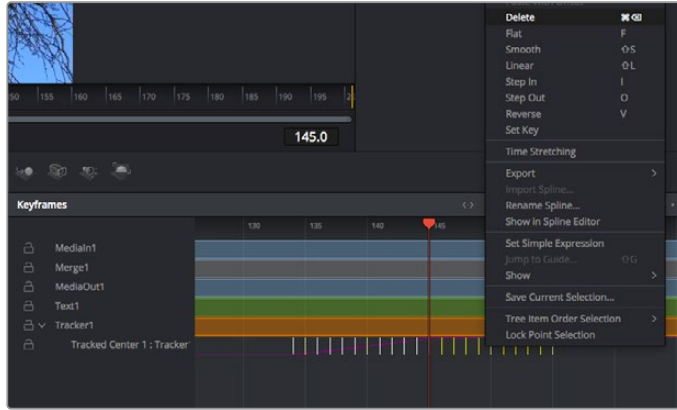 Delete ⌘⌫
Flat F
Smooth ⇧S
Linear ⇧L
Step In I
Step Out O
Reverse V
Set Key
Time Stretching
Export >
Import Spline...
Rename Spline...
Show in Spline Editor
Set Simple Expression
Jump to Guide... ⇧G
Show >
Save Current Selection...
Tree Item Order Selection >
Lock Point Selection
155 160 165 170 175 180 185 190 195
145.0
Keyframes
130 135 140 145
MediaIn1
Merge1
MediaOut1
Text1
Tracker1
Tracked Center 1 : Tracker